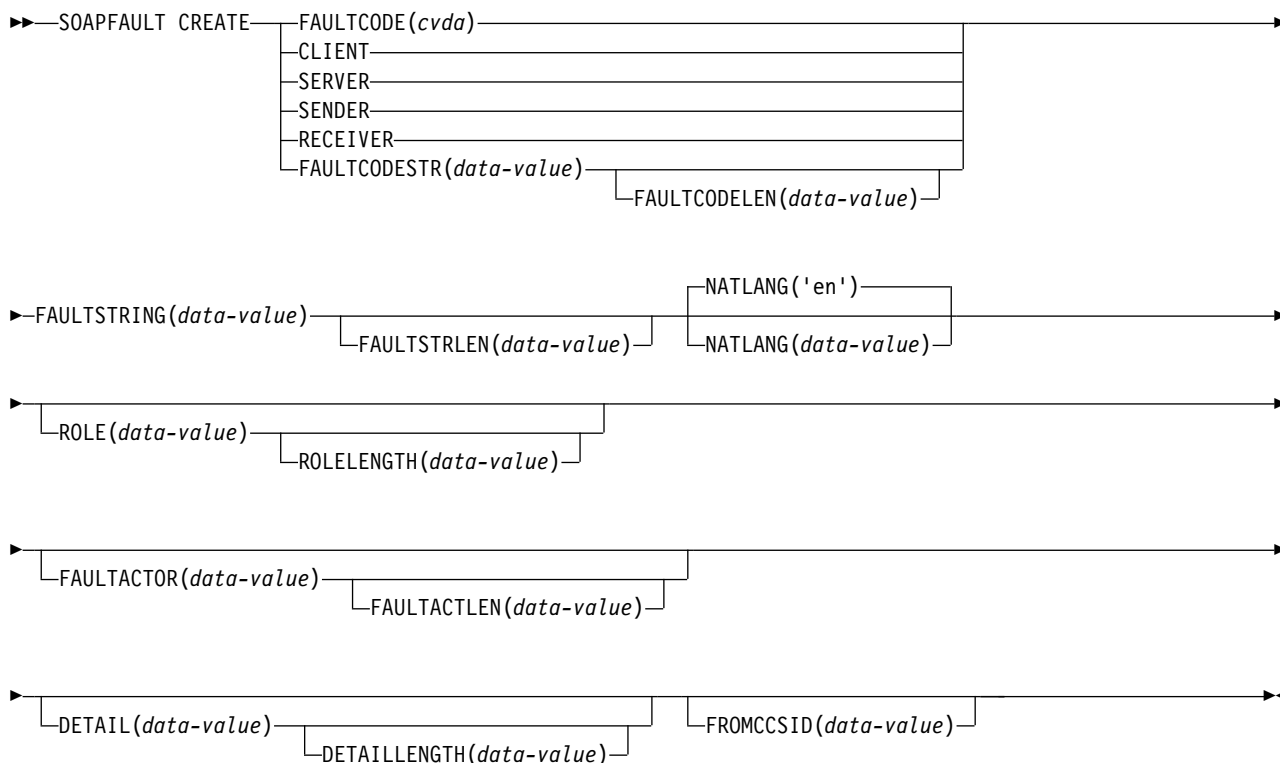 SOAPFAULT CREATE FAULTCODE(cvda)
CLIENT
SERVER
SENDER
RECEIVER
FAULTCODESTR(data-value)
FAULTCODELEN(data-value)
NATLANG('en')
FAULTSTRING(data-value)
FAULTSTRLEN(data-value) NATLANG(data-value)
ROLE(data-value)
ROLELENGTH(data-value)
FAULTACTOR(data-value)
FAULTACTLEN(data-value)
DETAIL(data-value) FROMCCSID(data-value)
DETAILLENGTH(data-value)